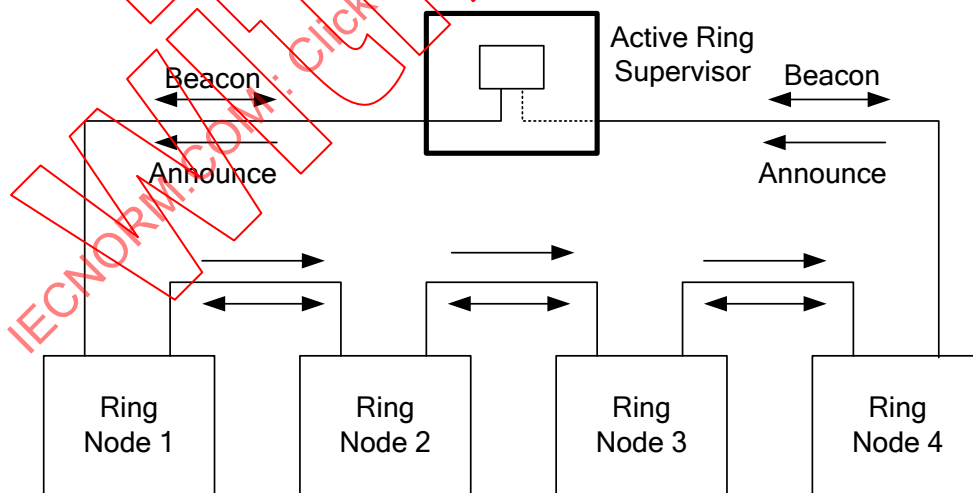 Active Ring
Supervisor
Beacon
Beacon
Announce
Announce
IECNORM.COM : Click
Ring
Node 1
Ring
Node 2
Ring
Node 3
Ring
Node 4